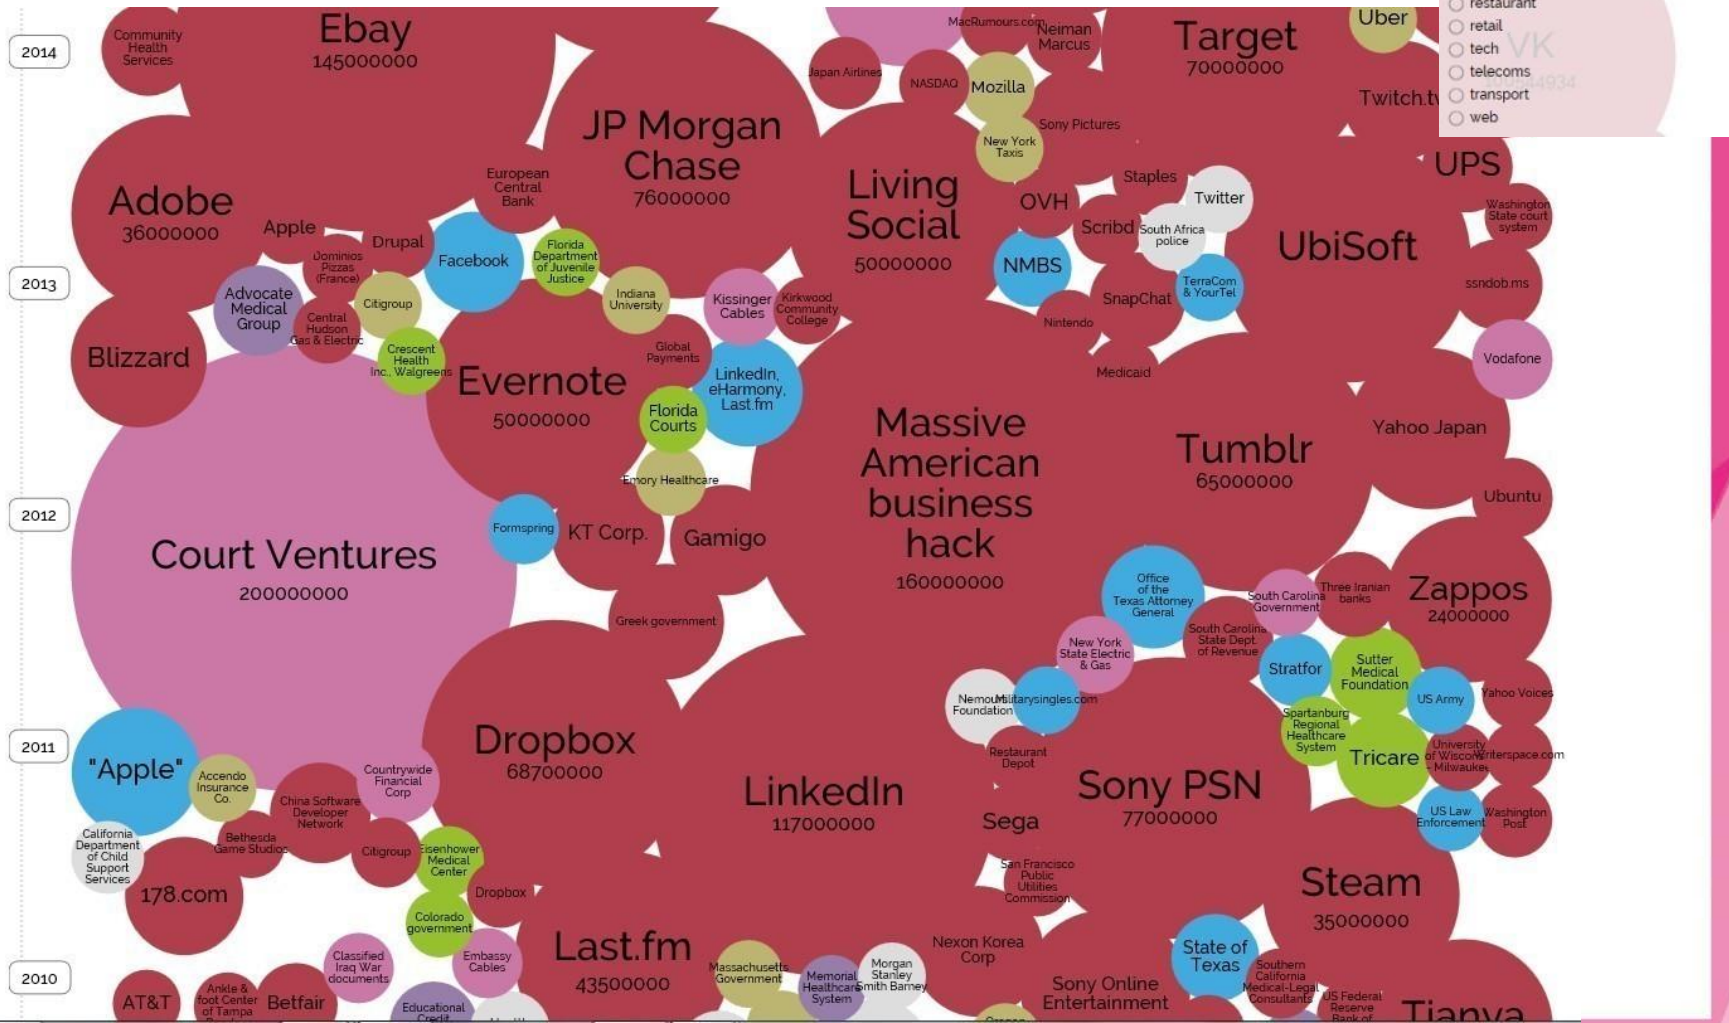 restaurant
retail
tech
telecoms
transport
web
VK
2014
Community
Health
Services
Ebay
145000000
MacRumours.com
Neiman
Marcus
Japan Airlines
NASDAQ
Mozilla
Target
70000000
Uber
Twitch.tv
JP Morgan
Chase
76000000
Sony Pictures
New York
Taxis
European
Central
Bank
Living
Social
50000000
Staples
OVH
Twitter
Scribd
South Africa
police
UPS
Washington
State court
system
Adobe
36000000
Apple
Drupal
Facebook
Florida
Department
of Juvenile
Justice
NMBS
UbiSoft
2013
Dominios
Pizzas
(France)
Advocate
Medical
Group
Citigroup
Central
Hudson
Gas & Electric
Indiana
University
Kissinger
Cables
Kirkwood
Community
College
SnapChat
TerraCom
& YourTel
Nintendo
ssndob.ms
Blizzard
Crescent
Health
Inc., Walgreens
Global
Payments
LinkedIn,
eHarmony,
Last.fm
Medicaid
Vodafone
Evernote
50000000
Florida
Courts
Massive
American
business
hack
160000000
Tumblr
65000000
Yahoo Japan
Emory Healthcare
Ubuntu
2012
Formspring
KT Corp.
Gamigo
Court Ventures
200000000
Greek government
Office
of the
Texas Attorney
General
South Carolina
Government
Three Iranian
banks
Zappos
24000000
New York
State Electric
& Gas
South Carolina
State Dept.
of Revenue
Stratfor
Sutter
Medical
Foundation
Nemours
Foundation
Militarysingles.com
US Army
Yahoo Voices
Spartanburg
Regional
Healthcare
System
Tricare
University
of Wisconsin
- Milwaukee
Writerspace.com
2011
"Apple"
Accendo
Insurance
Co.
Countrywide
Financial
Corp
Dropbox
68700000
Restaurant
Depot
LinkedIn
117000000
Sony PSN
77000000
Sega
China Software
Developer
Network
US Law
Enforcement
Washington
Post
California
Department
of Child
Support
Services
Bethesda
Game Studios
Citigroup
Eisenhower
Medical
Center
San Francisco
Public
Utilities
Commission
178.com
Dropbox
Steam
35000000
Colorado
government
2010
Classified
Iraq War
documents
Embassy
Cables
Last.fm
43500000
Massachusetts
Government
Memorial
Healthcare
System
Morgan
Stanley
Smith Barney
Nexon Korea
Corp
State of
Texas
Sony Online
Entertainment
Southern
California
Medical-Legal
Consultants
AT&T
Ankle &
foot Center
of Tampa
Betfair
Educational
Credit
US Federal
Reserve
Bank of
Tianya